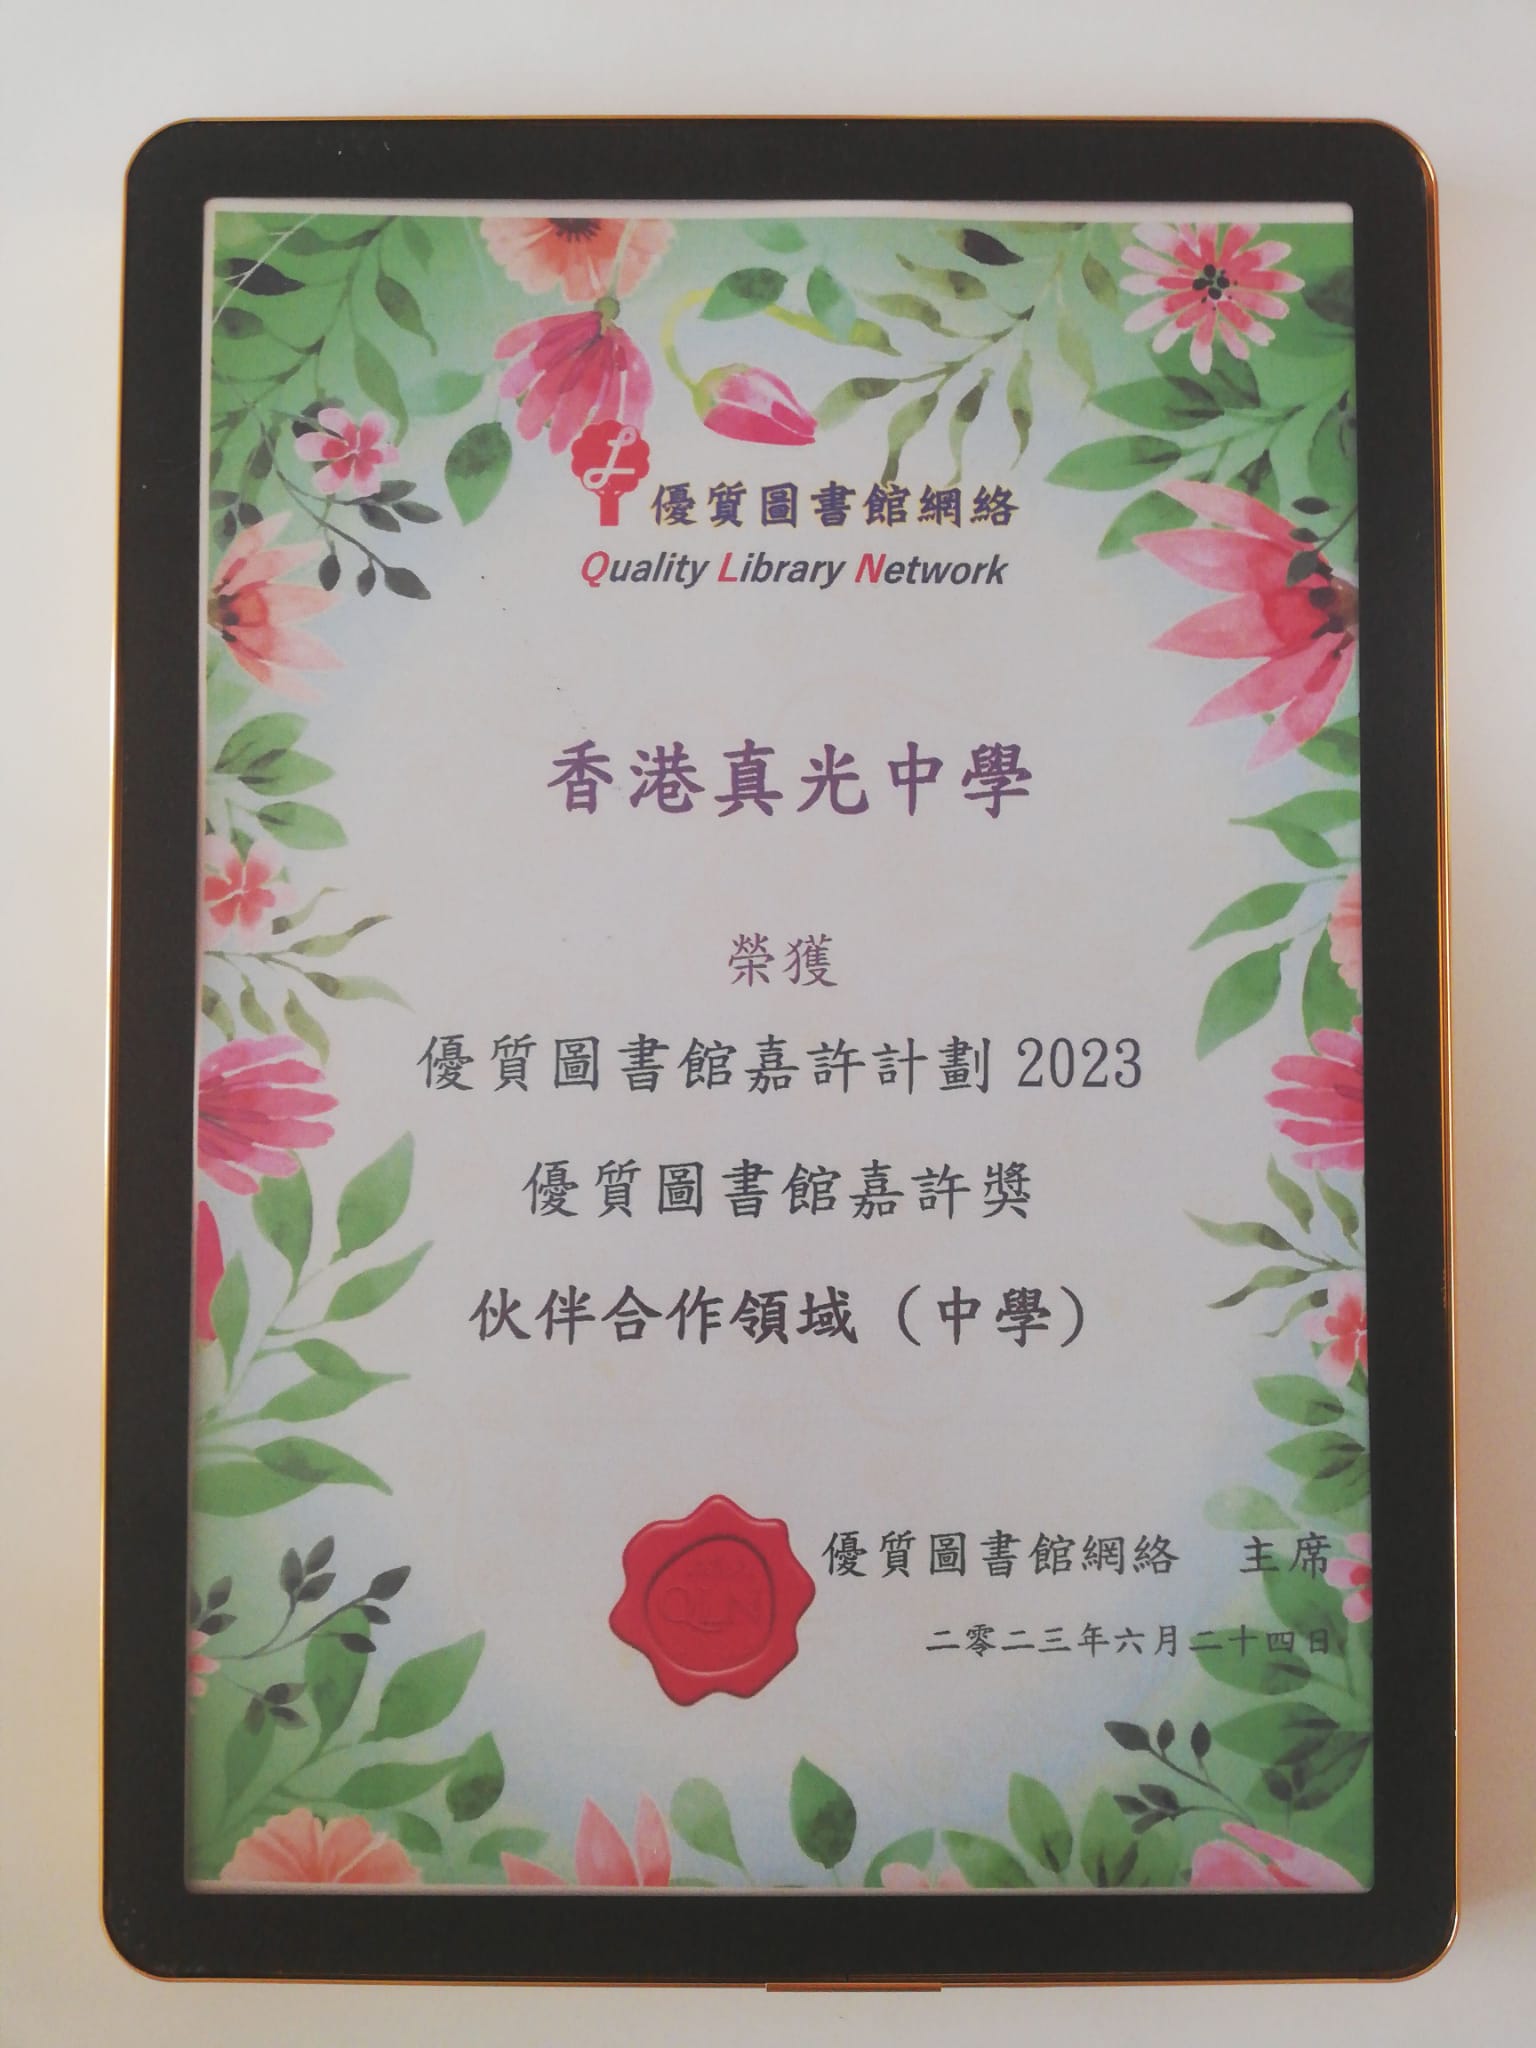 優質圖書館網絡
Quality Library Network
香港真光中學
榮獲
優質圖書館嘉許計劃 2023
優質圖書館嘉許獎
伙伴合作領域（中學）
優質圖書館網絡 主席
二零二三年六月二十四日
QLN